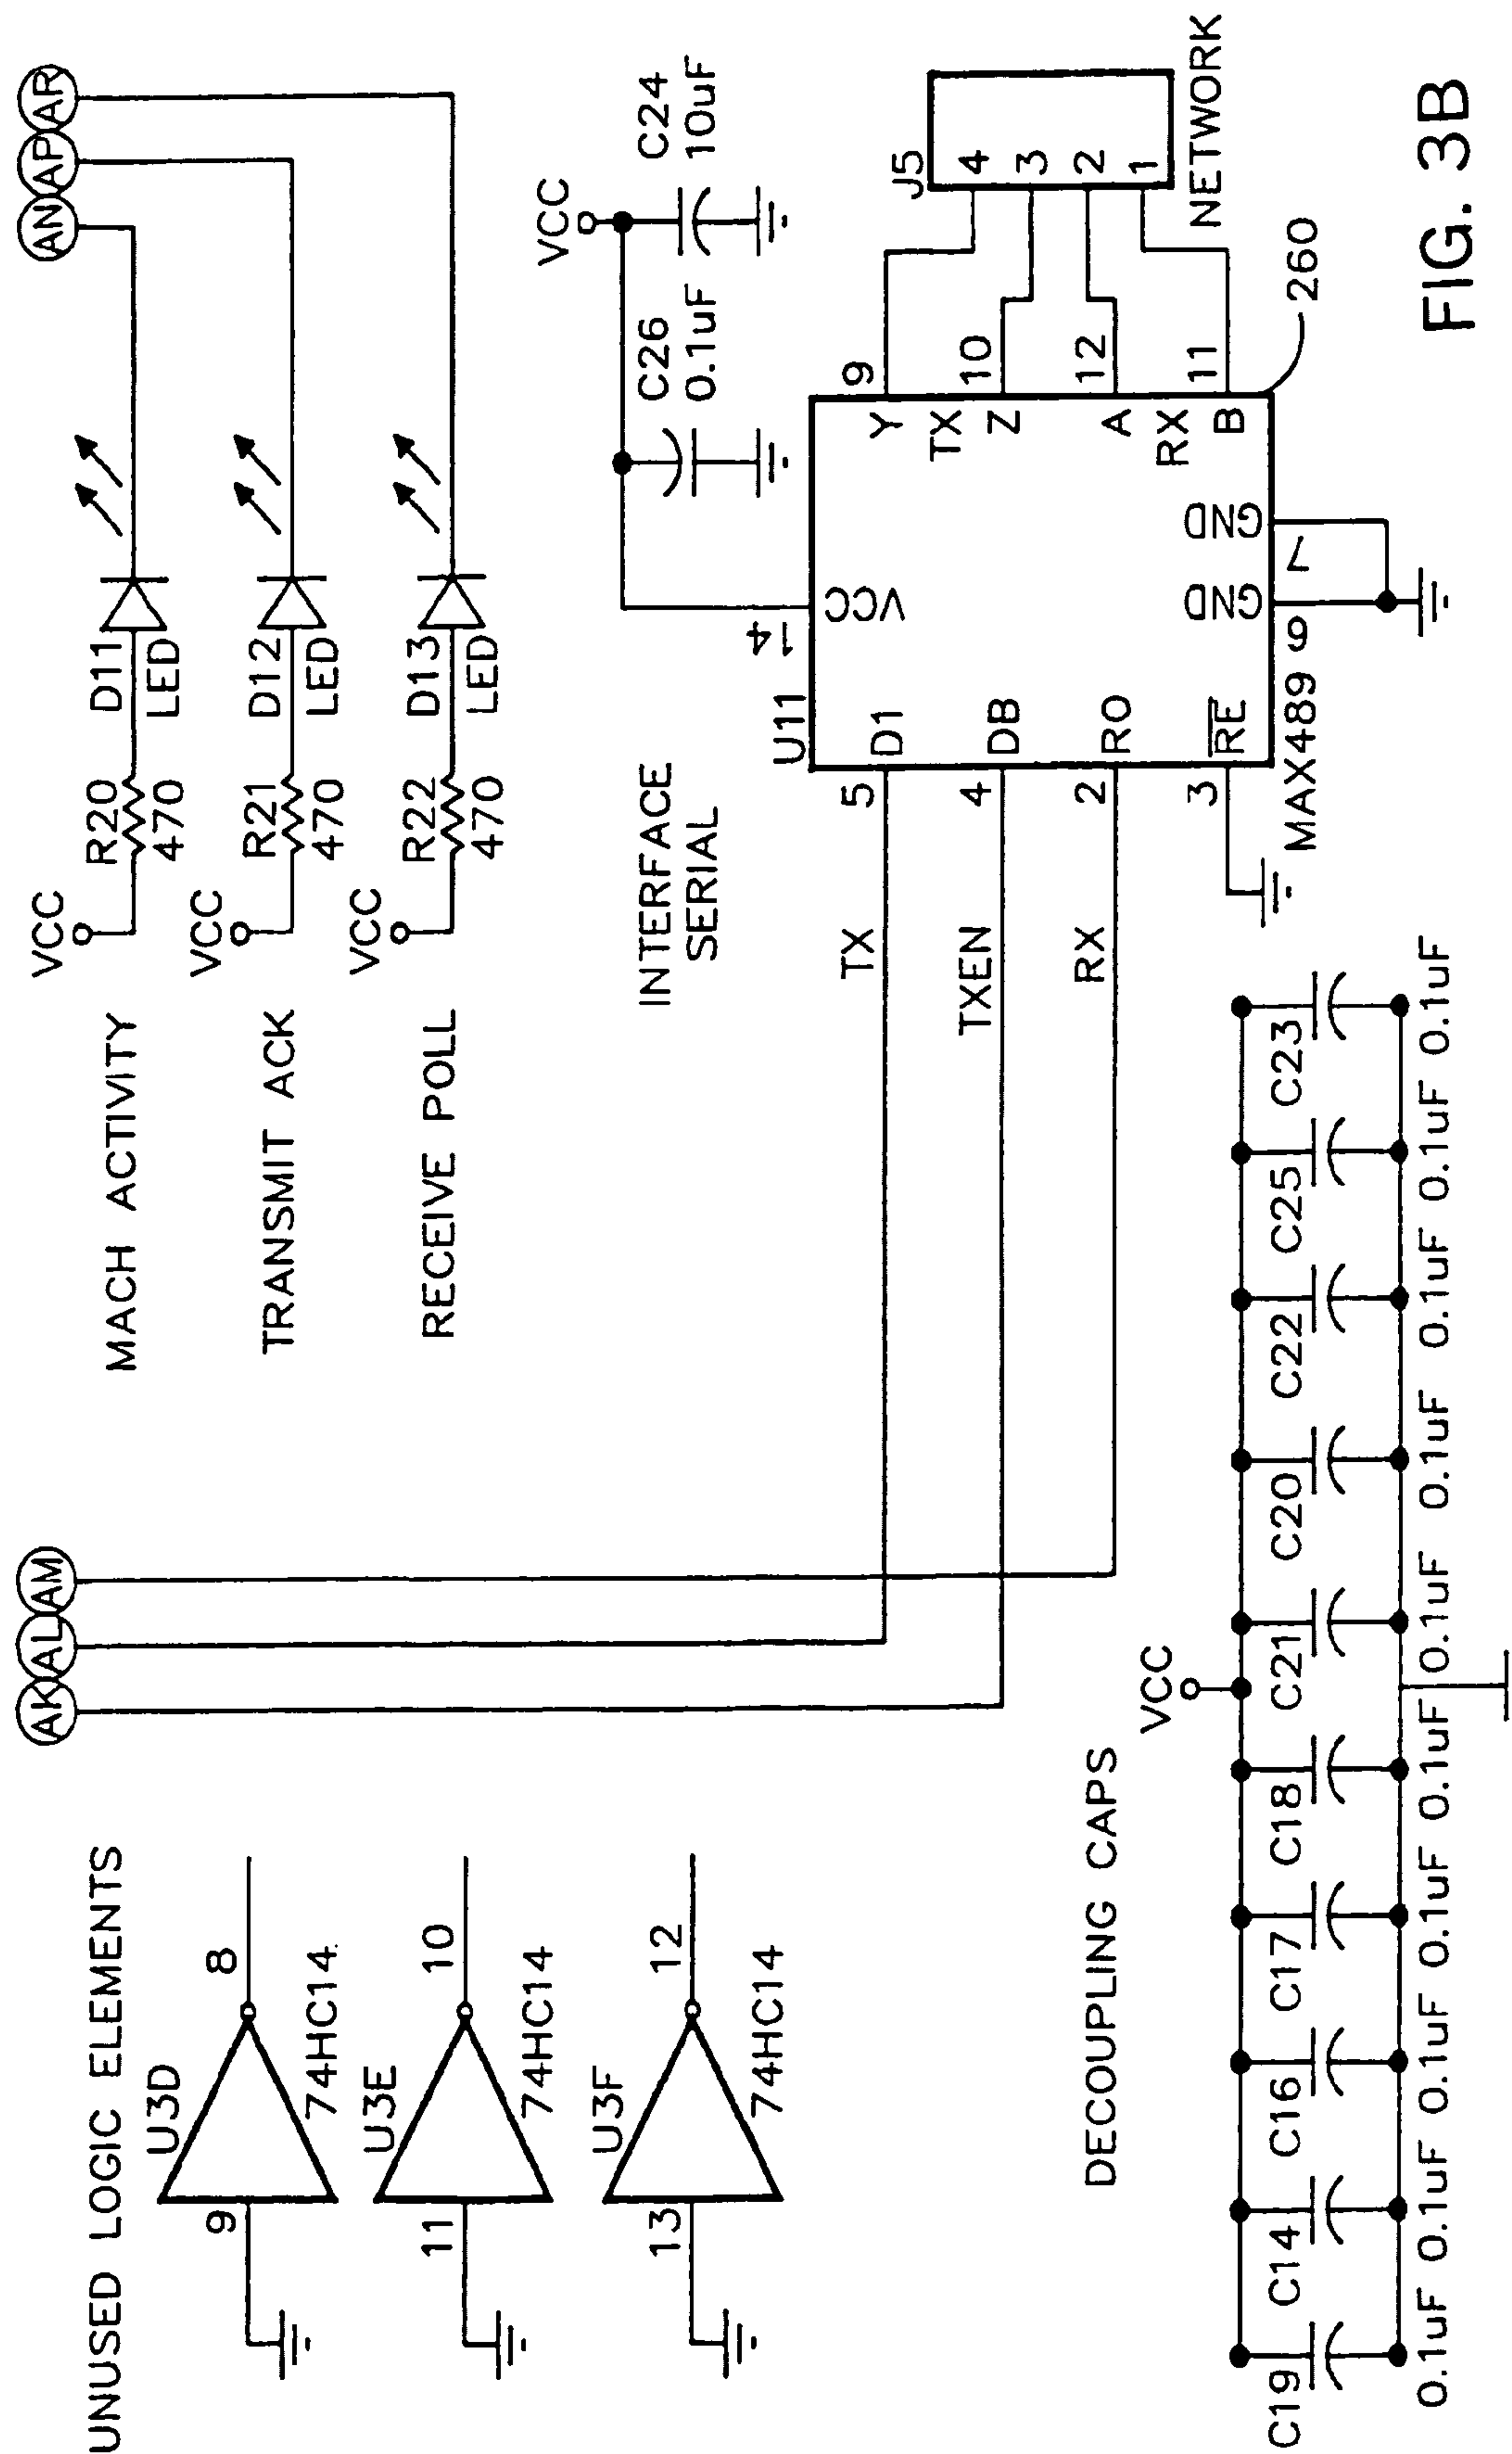 AK
AL
AM
AN
AP
AR
UNUSED LOGIC ELEMENTS
U3D
9
8
74HC14
U3E
11
10
74HC14
U3F
13
12
74HC14
MACH ACTIVITY
VCC
R20
470
D11
LED
TRANSMIT ACK
VCC
R21
470
D12
LED
RECEIVE POLL
VCC
R22
470
D13
LED
INTERFACE
SERIAL
VCC
C26
0.1uF
C24
10uF
TX
TXEN
RX
U11
5
D1
4
DB
2
RO
3
RE
14
VCC
6
GND
7
GND
MAX489
Y
9
TX
Z
10
A
12
RX
B
11
260
J5
4
3
2
1
NETWORK
DECOUPLING CAPS
VCC
C19
C14
C16
C17
C18
C21
C20
C22
C25
C23
0.1uF 0.1uF 0.1uF 0.1uF 0.1uF 0.1uF 0.1uF 0.1uF 0.1uF 0.1uF
FIG. 3B